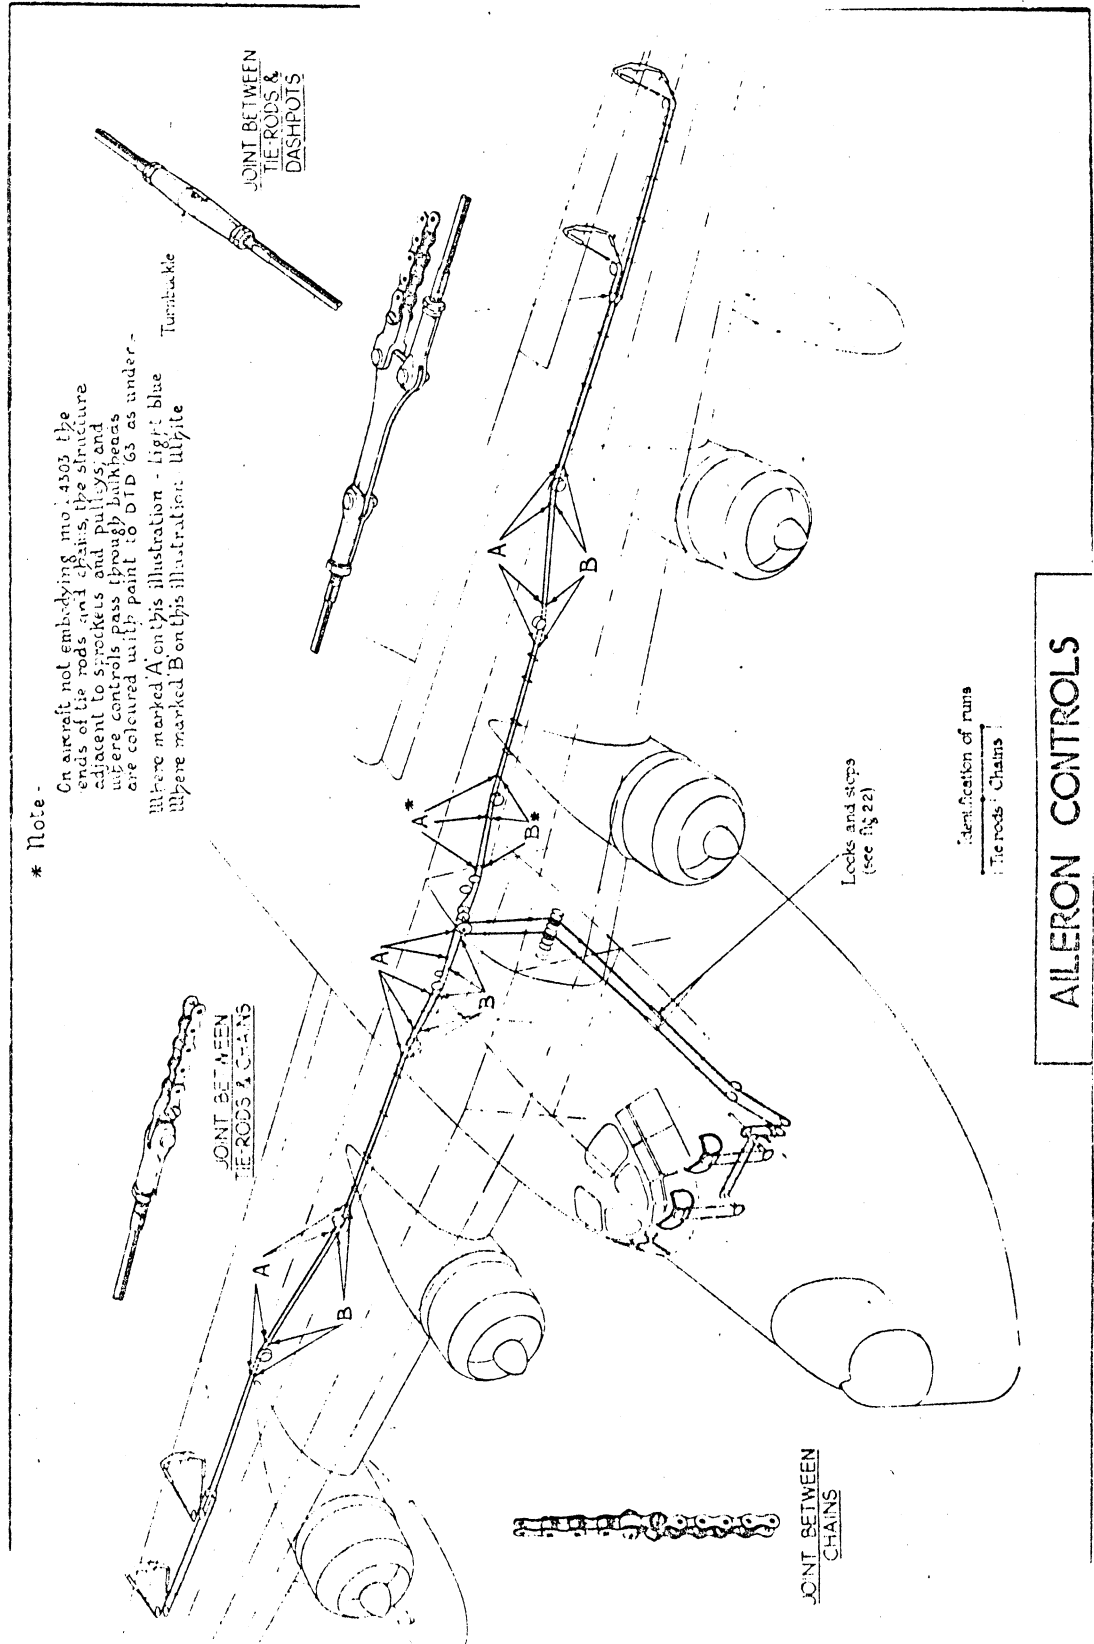 * Note -
On aircraft not embodying mod 4303 the
ends of tie rods and chains, the structure
adjacent to sprockets and pulleys, and
where controls pass through bulkheads
are coloured with paint to DTD 63 as under -
Where marked 'A' on this illustration - Light blue
Where marked 'B' on this illustration White
Turnbuckle
JOINT BETWEEN
TIE-RODS &
DASHPOTS
JOINT BETWEEN
TIE-RODS & CHAINS
A
B
A
B
A*
B*
A
B
Locks and stops
(see fig 22)
Identification of runs
Tie rods Chains
JOINT BETWEEN
CHAINS
AILERON CONTROLS